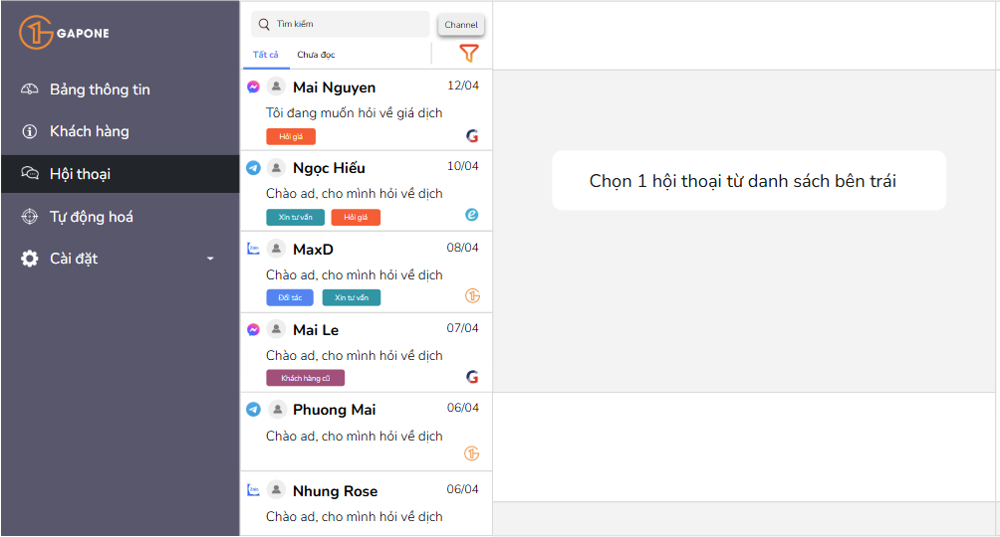 GAPONE
Bảng thông tin
Khách hàng
Hội thoại
Tự động hoá
Cài đặt
Tìm kiếm
Channel
Tất cả
Chưa đọc
Mai Nguyen
12/04
Tôi đang muốn hỏi về giá dịch
Hỏi giá
Ngọc Hiếu
10/04
Chào ad, cho mình hỏi về dịch
Xin tư vấn
Hỏi giá
MaxD
08/04
Chào ad, cho mình hỏi về dịch
Đối tác
Xin tư vấn
Mai Le
07/04
Chào ad, cho mình hỏi về dịch
Khách hàng cũ
Phuong Mai
06/04
Chào ad, cho mình hỏi về dịch
Zalo
Nhung Rose
06/04
Chào ad, cho mình hỏi về dịch
Chọn 1 hội thoại từ danh sách bên trái